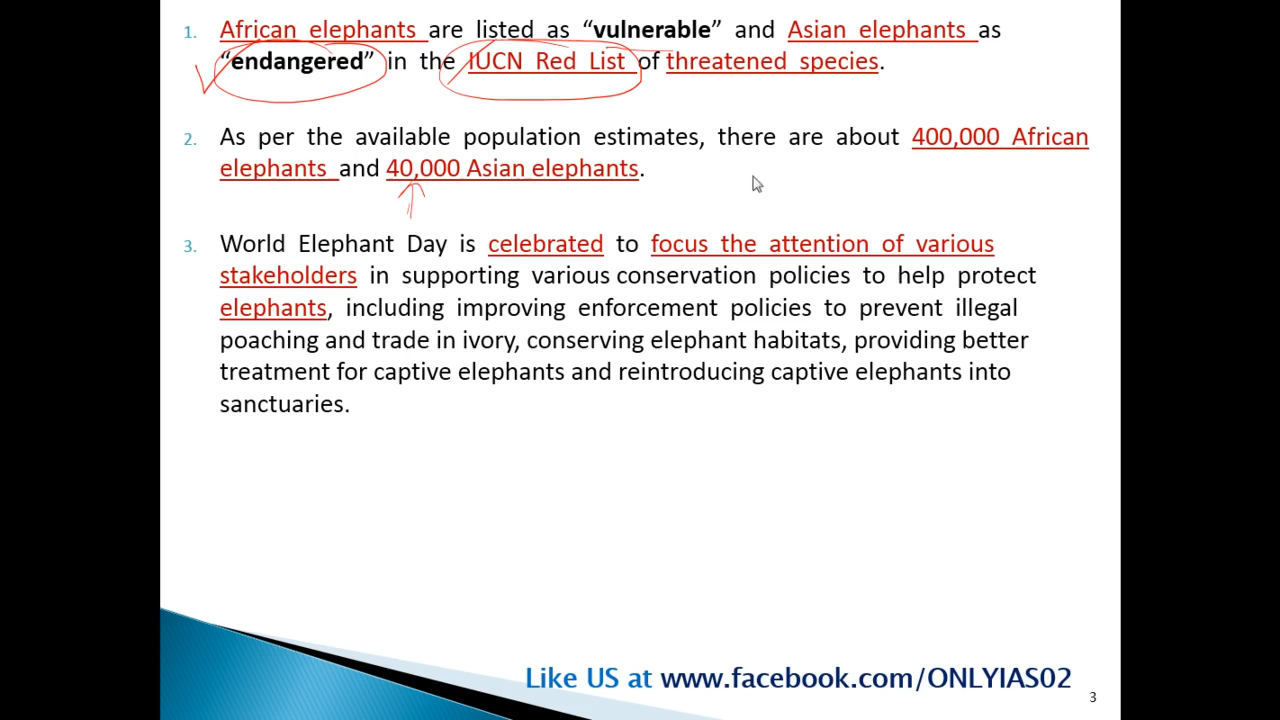 1. African elephants are listed as “vulnerable” and Asian elephants as
“endangered” in the IUCN Red List of threatened species.
2. As per the available population estimates, there are about 400,000 African
elephants and 40,000 Asian elephants.
3. World Elephant Day is celebrated to focus the attention of various
stakeholders in supporting various conservation policies to help protect
elephants, including improving enforcement policies to prevent illegal
poaching and trade in ivory, conserving elephant habitats, providing better
treatment for captive elephants and reintroducing captive elephants into
sanctuaries.
Like US at www.facebook.com/ONLYIAS02
3